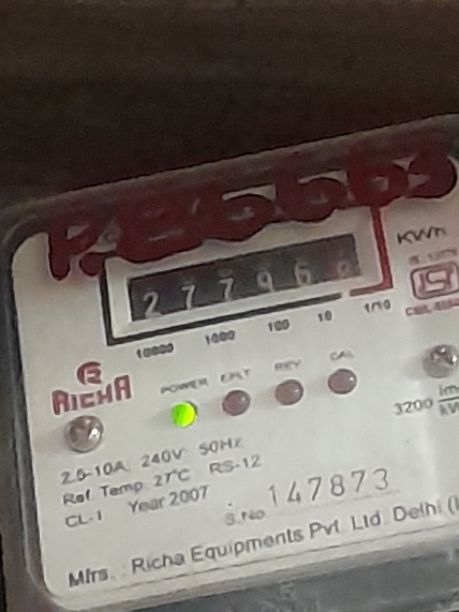 KWh
2 7 7 9 6
10000 1000 100 10 1/10
RICHA
POWER E/LT REV CAL
3200 imp
2.5-10A 240V 50Hz
Ref. Temp. 27°C RS-12
CL-1 Year 2007
S.No. 147873
Mfrs. : Richa Equipments Pvt. Ltd. Delhi